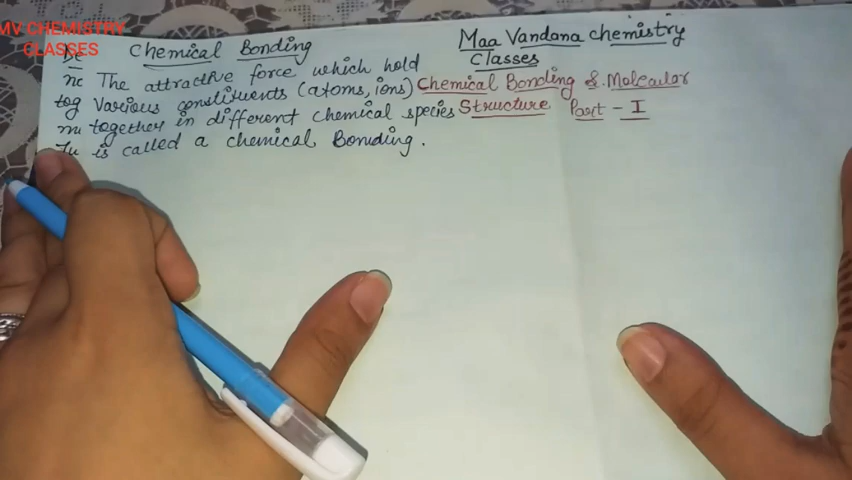 MV CHEMISTRY
CLASSES
Chemical Bonding
The attractive force which hold
Various constituents (atoms, ions)
together in different chemical species
is called a chemical Bonding.
Maa Vandana chemistry
Classes
Chemical Bonding & Molecular
Structure Part - I